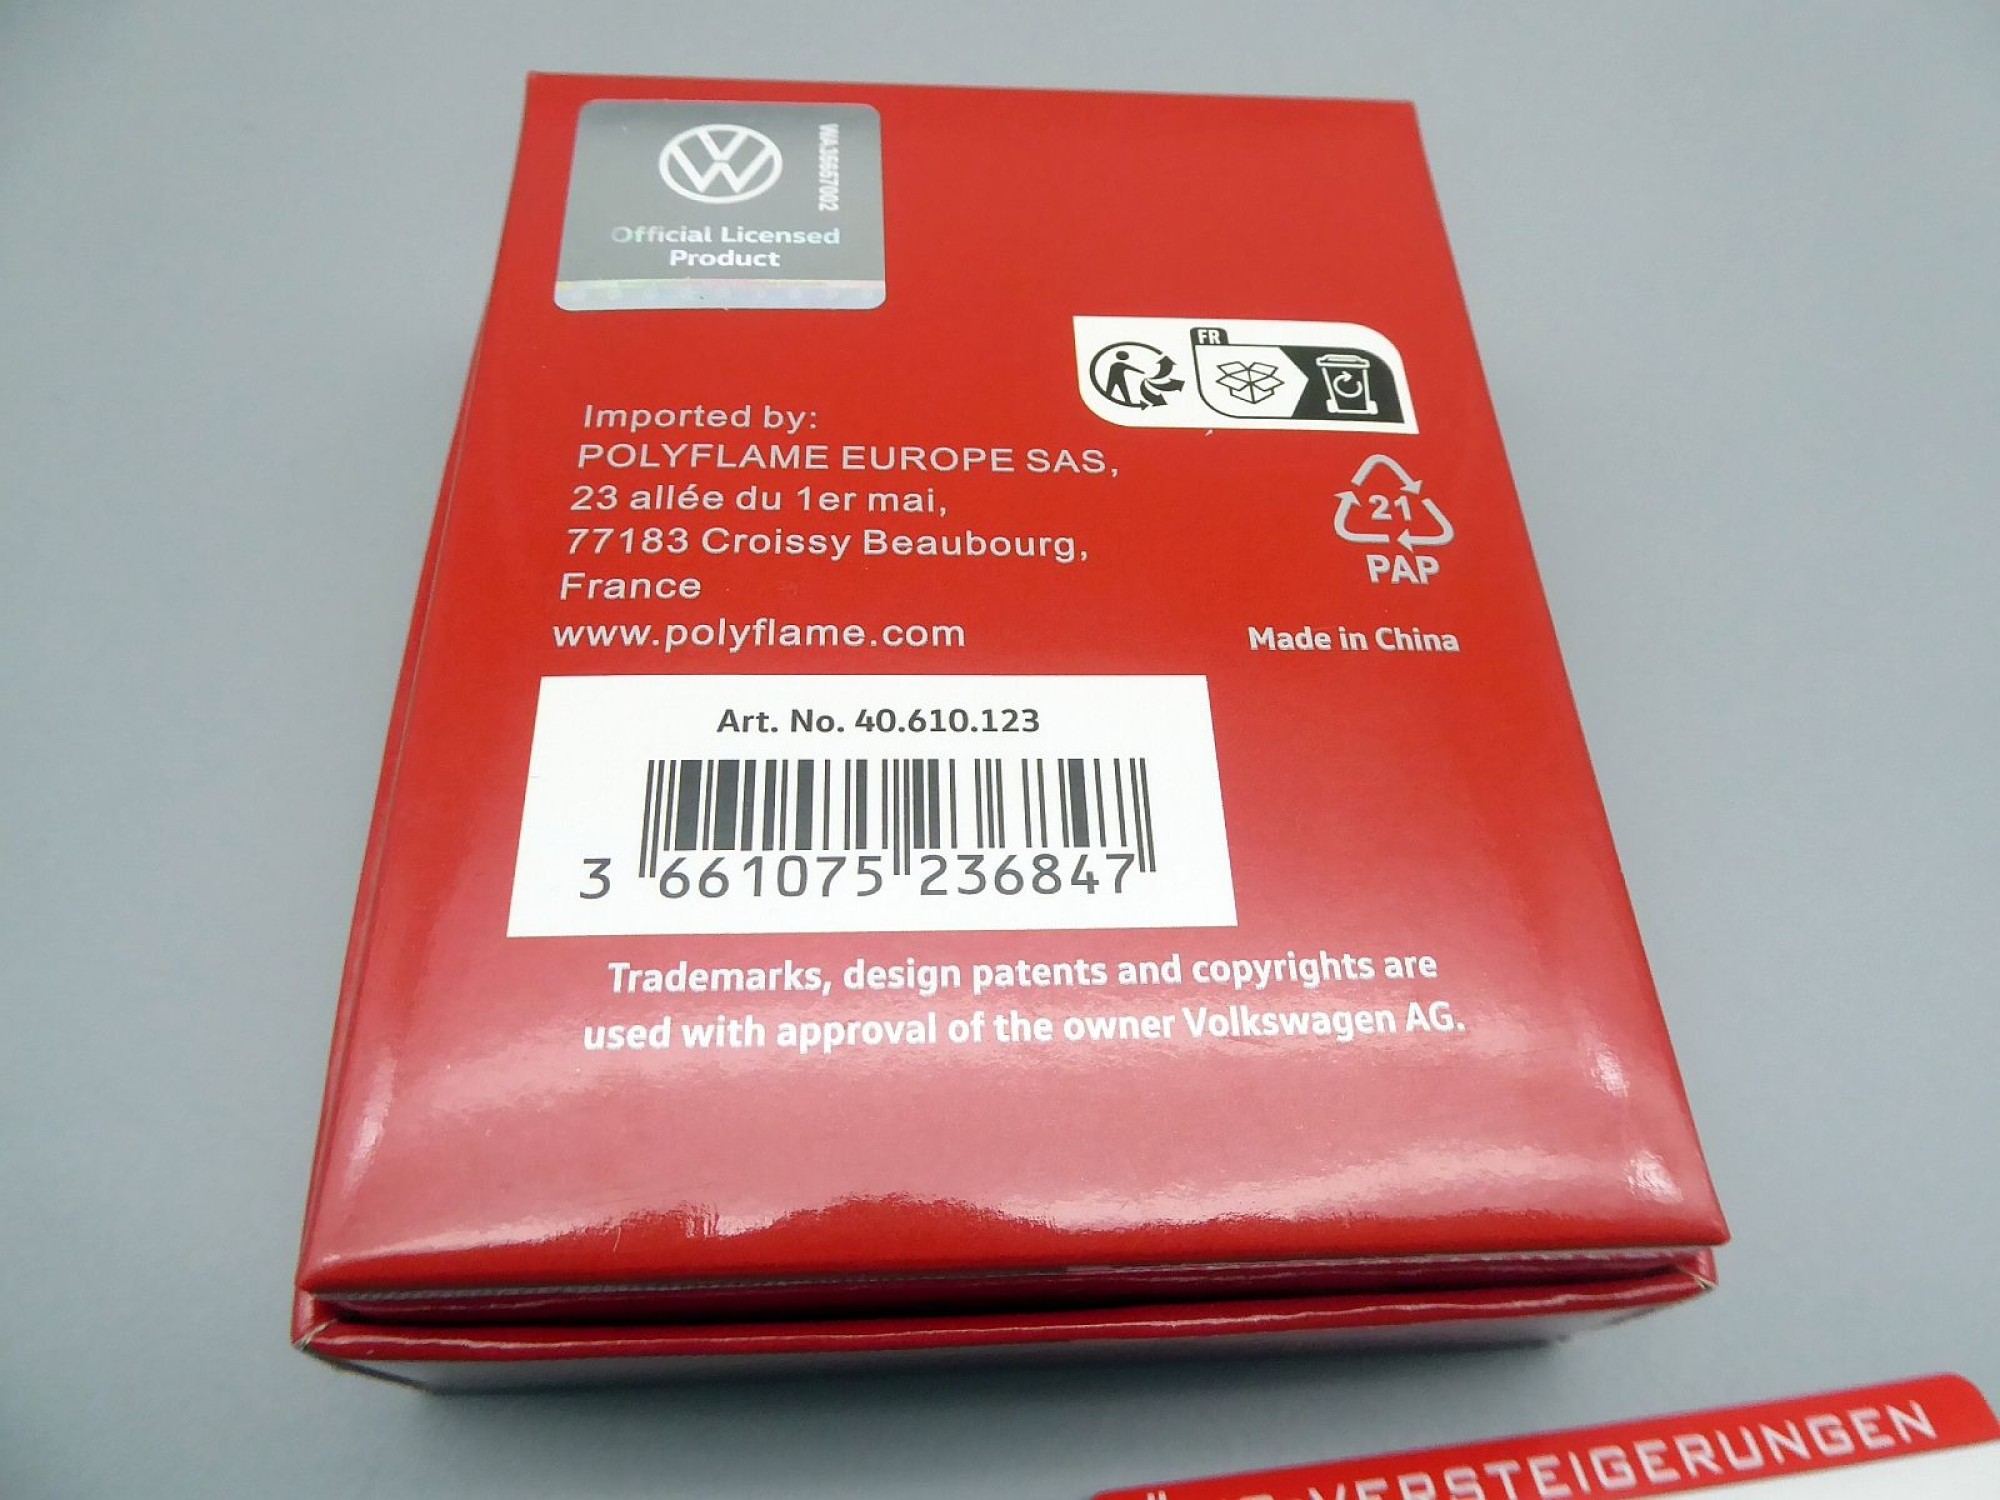 WA36667002
Official Licensed
Product
FR
Imported by:
POLYFLAME EUROPE SAS,
23 allée du 1er mai,
77183 Croissy Beaubourg,
France
www.polyflame.com
21
PAP
Made in China
Art. No. 40.610.123
3 661075 236847
Trademarks, design patents and copyrights are
used with approval of the owner Volkswagen AG.
VERSTEIGERUNGEN